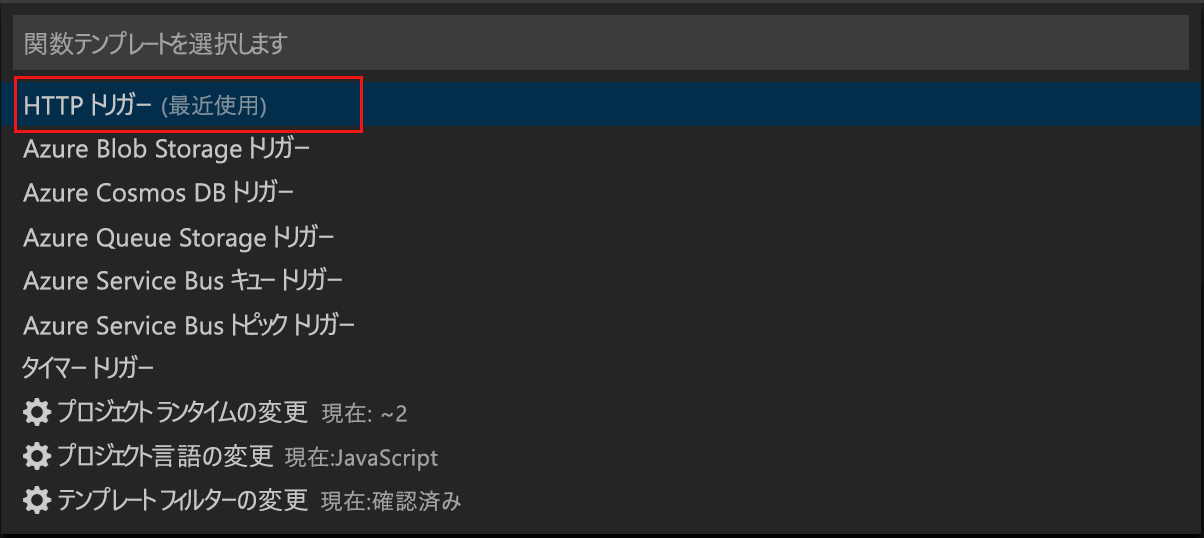 関数テンプレートを選択します
HTTP トリガー (最近使用)
Azure Blob Storage トリガー
Azure Cosmos DB トリガー
Azure Queue Storage トリガー
Azure Service Bus キュー トリガー
Azure Service Bus トピック トリガー
タイマー トリガー
プロジェクト ランタイムの変更 現在: ~2
プロジェクト言語の変更 現在:JavaScript
テンプレート フィルターの変更 現在:確認済み